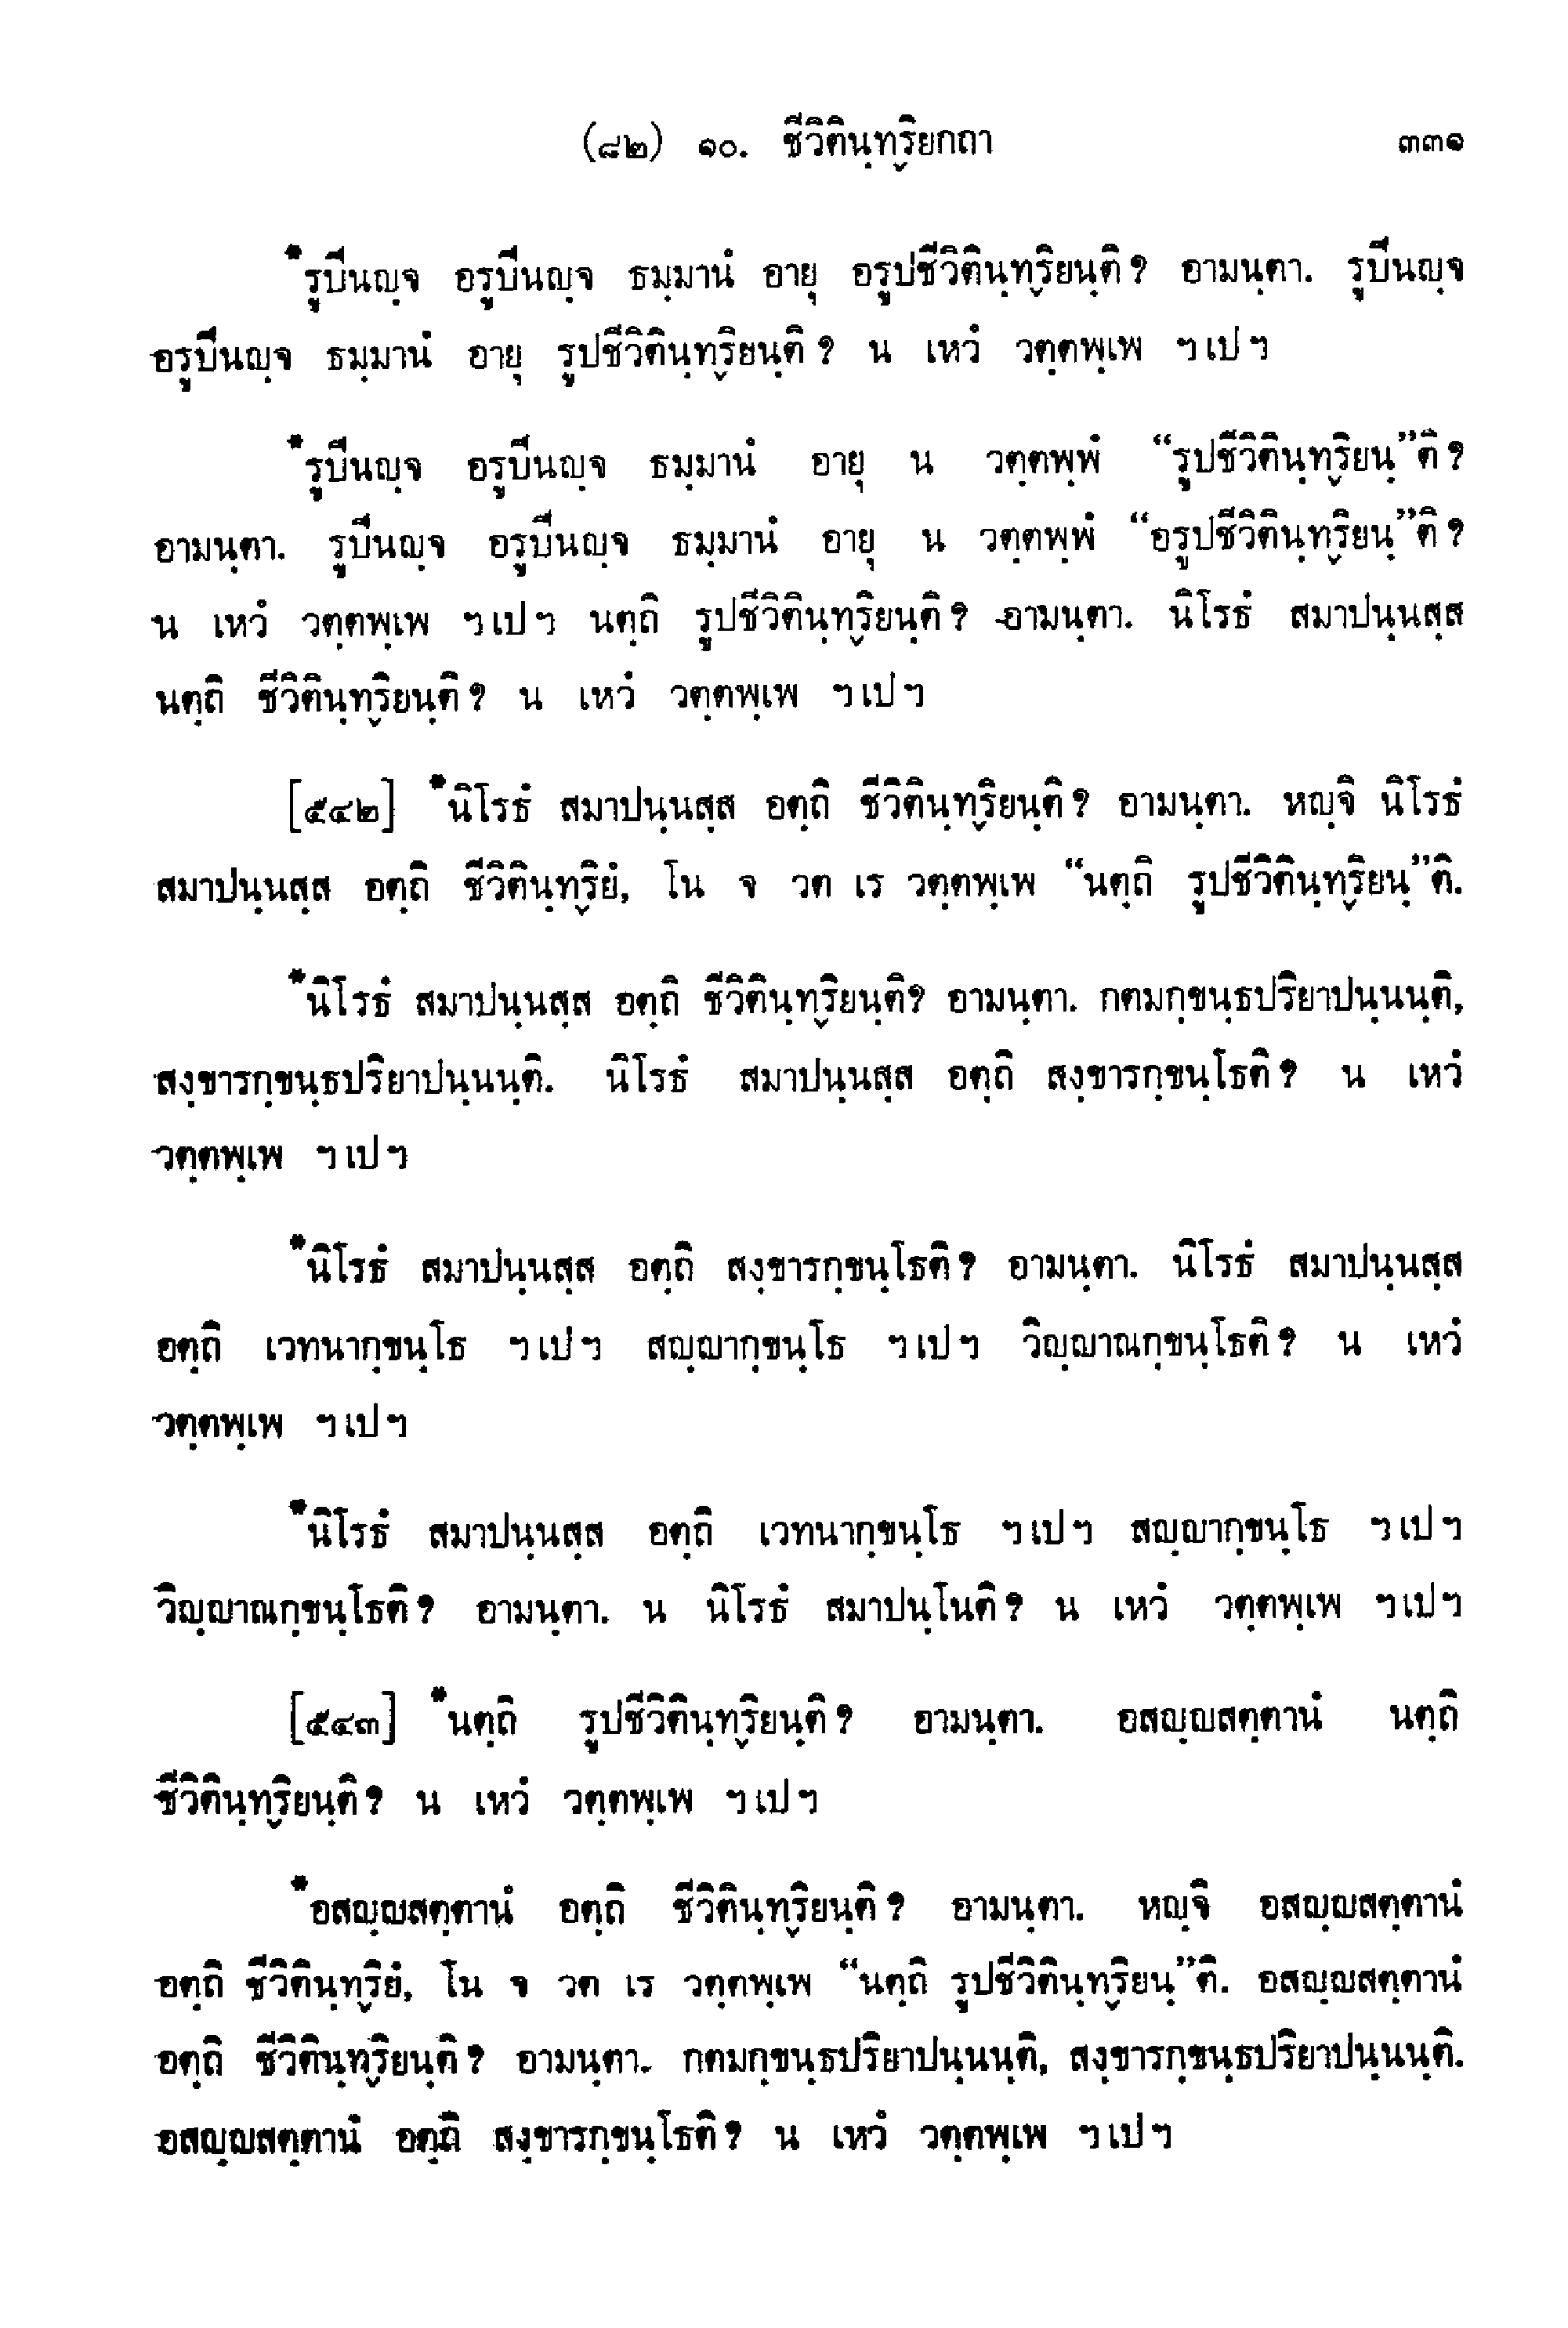 (๘๒) ๑๐. ชีวิตินฺทฺริยกถา ๓๓๑
*รูปีนญฺจ อรูปีนญฺจ ธมฺมานํ อายุ อรูปชีวิตินฺทฺริยนฺติ? อามนฺตา. รูปีนญฺจ
อรูปีนญฺจ ธมฺมานํ อายุ รูปชีวิตินฺทฺริยนฺติ? น เหวํ วตฺตพฺเพ ฯเปฯ
*รูปีนญฺจ อรูปีนญฺจ ธมฺมานํ อายุ น วตฺตพฺพํ “รูปชีวิตินฺทฺริยนฺ”ติ?
อามนฺตา. รูปีนญฺจ อรูปีนญฺจ ธมฺมานํ อายุ น วตฺตพฺพํ “อรูปชีวิตินฺทฺริยนฺ”ติ?
น เหวํ วตฺตพฺเพ ฯเปฯ นตฺถิ รูปชีวิตินฺทฺริยนฺติ? อามนฺตา. นิโรธํ สมาปนฺนสฺส
นตฺถิ ชีวิตินฺทฺริยนฺติ? น เหวํ วตฺตพฺเพ ฯเปฯ
[๕๔๒] *นิโรธํ สมาปนฺนสฺส อตฺถิ ชีวิตินฺทฺริยนฺติ? อามนฺตา. หญฺจิ นิโรธํ
สมาปนฺนสฺส อตฺถิ ชีวิตินฺทฺริยํ, โน จ วต เร วตฺตพฺเพ “นตฺถิ รูปชีวิตินฺทฺริยนฺ”ติ.
*นิโรธํ สมาปนฺนสฺส อตฺถิ ชีวิตินฺทฺริยนฺติ? อามนฺตา. กตมกฺขนฺธปริยาปนฺนนฺติ,
สงฺขารกฺขนฺธปริยาปนฺนนฺติ. นิโรธํ สมาปนฺนสฺส อตฺถิ สงฺขารกฺขนฺโธติ? น เหวํ
วตฺตพฺเพ ฯเปฯ
*นิโรธํ สมาปนฺนสฺส อตฺถิ สงฺขารกฺขนฺโธติ? อามนฺตา. นิโรธํ สมาปนฺนสฺส
อตฺถิ เวทนากฺขนฺโธ ฯเปฯ สญฺญากฺขนฺโธ ฯเปฯ วิญฺญาณกฺขนฺโธติ? น เหวํ
วตฺตพฺเพ ฯเปฯ
*นิโรธํ สมาปนฺนสฺส อตฺถิ เวทนากฺขนฺโธ ฯเปฯ สญฺญากฺขนฺโธ ฯเปฯ
วิญฺญาณกฺขนฺโธติ? อามนฺตา. น นิโรธํ สมาปนฺโนติ? น เหวํ วตฺตพฺเพ ฯเปฯ
[๕๔๓] *นตฺถิ รูปชีวิตินฺทฺริยนฺติ? อามนฺตา. อสญฺญสตฺตานํ นตฺถิ
ชีวิตินฺทฺริยนฺติ? น เหวํ วตฺตพฺเพ ฯเปฯ
*อสญฺญสตฺตานํ อตฺถิ ชีวิตินฺทฺริยนฺติ? อามนฺตา. หญฺจิ อสญฺญสตฺตานํ
อตฺถิ ชีวิตินฺทฺริยํ, โน จ วต เร วตฺตพฺเพ “นตฺถิ รูปชีวิตินฺทฺริยนฺ”ติ. อสญฺญสตฺตานํ
อตฺถิ ชีวิตินฺทฺริยนฺติ? อามนฺตา. กตมกฺขนฺธปริยาปนฺนนฺติ, สงฺขารกฺขนฺธปริยาปนฺนนฺติ.
อสญฺญสตฺตานํ อตฺถิ สงฺขารกฺขนฺโธติ? น เหวํ วตฺตพฺเพ ฯเปฯ